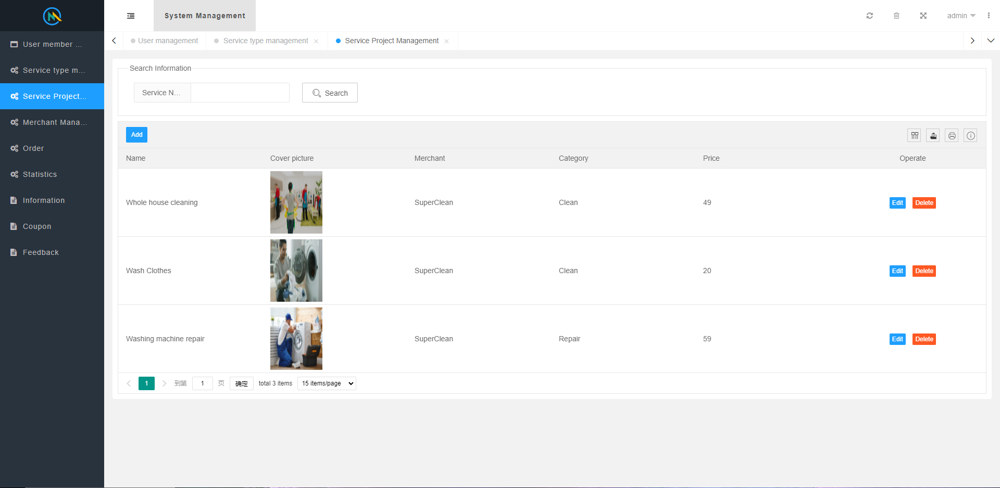 System Management
admin
User member ...
Service type m...
Service Project...
Merchant Mana...
Order
Statistics
Information
Coupon
Feedback
User management
Service type management
Service Project Management
Search Information
Service N...
Search
Add
Name Cover picture Merchant Category Price Operate
Whole house cleaning SuperClean Clean 49 Edit Delete
Wash Clothes SuperClean Clean 20 Edit Delete
Washing machine repair SuperClean Repair 59 Edit Delete
1 到第 1 页 确定 total 3 items 15 items/page